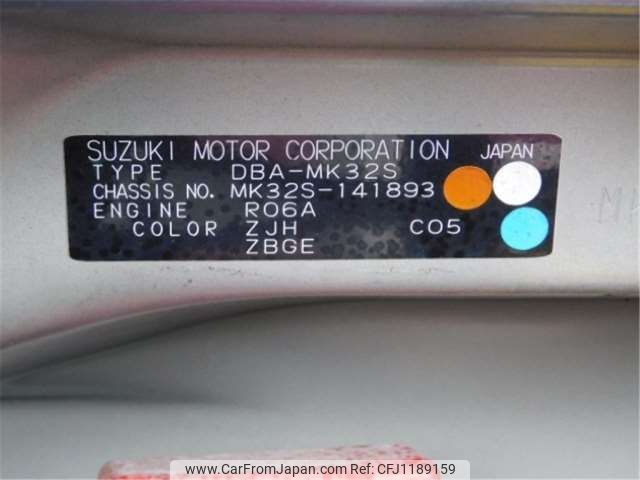 SUZUKI MOTOR CORPORATION JAPAN
TYPE DBA-MK32S
CHASSIS NO. MK32S-141893
ENGINE R06A
COLOR ZJH C05
ZBGE
www.CarFromJapan.com REF:CFJ1189159